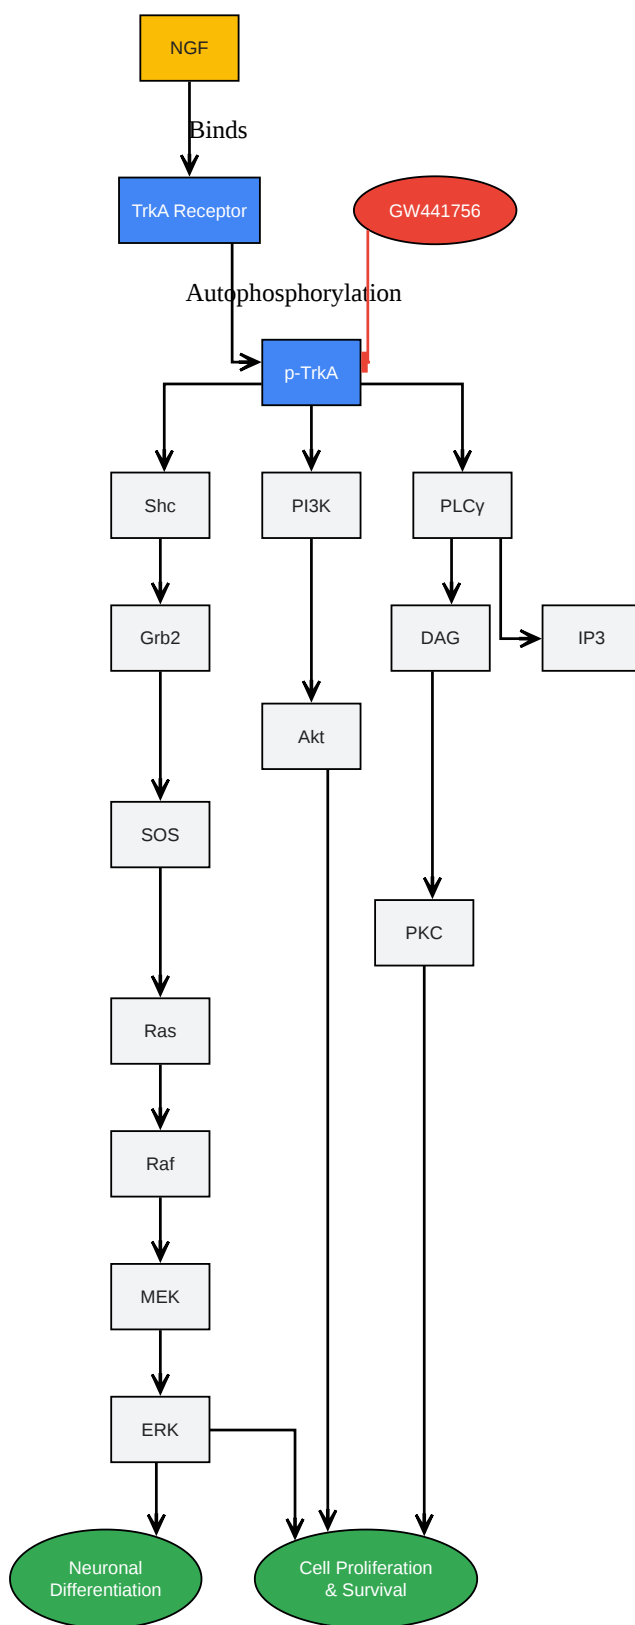 NGF
Binds
TrkA Receptor
GW441756
Autophosphorylation
p-TrkA
Shc
PI3K
PLCγ
Grb2
DAG
IP3
Akt
SOS
PKC
Ras
Raf
MEK
ERK
Neuronal
Differentiation
Cell Proliferation
& Survival